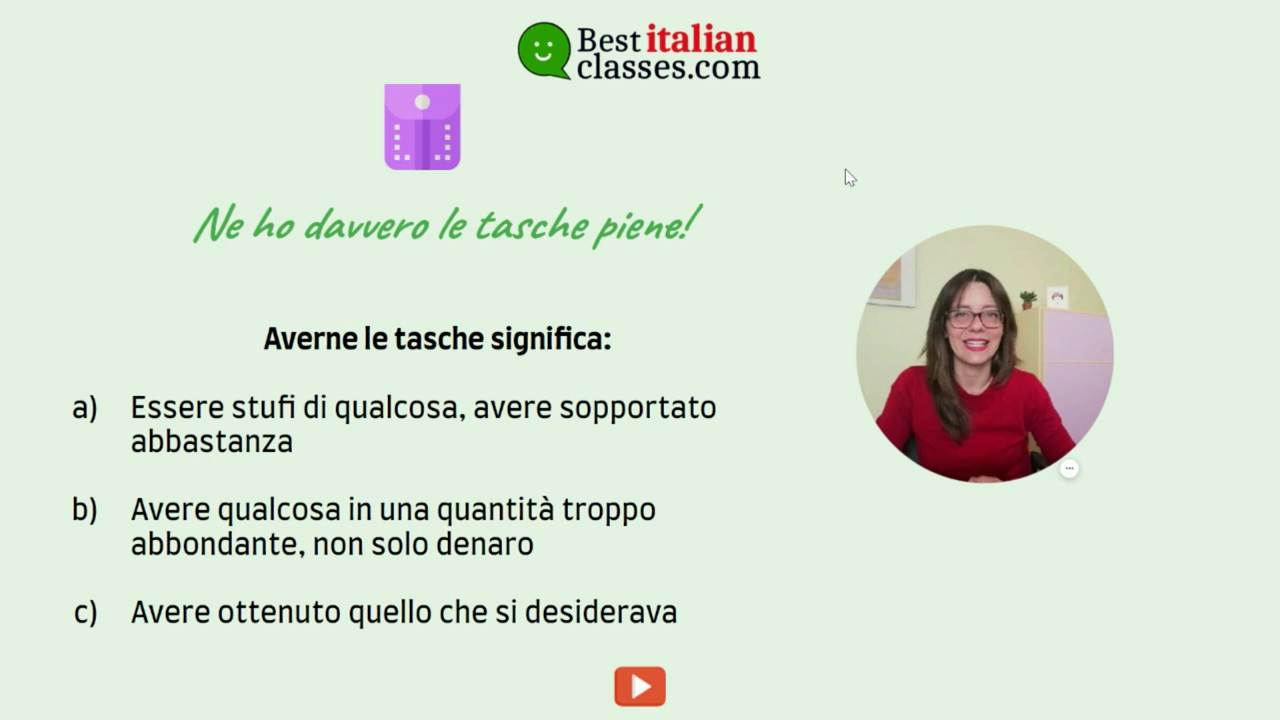 Best italian
classes.com
Ne ho davvero le tasche piene!
Averne le tasche significa:
a) Essere stufi di qualcosa, avere sopportato
abbastanza
b) Avere qualcosa in una quantità troppo
abbondante, non solo denaro
c) Avere ottenuto quello che si desiderava